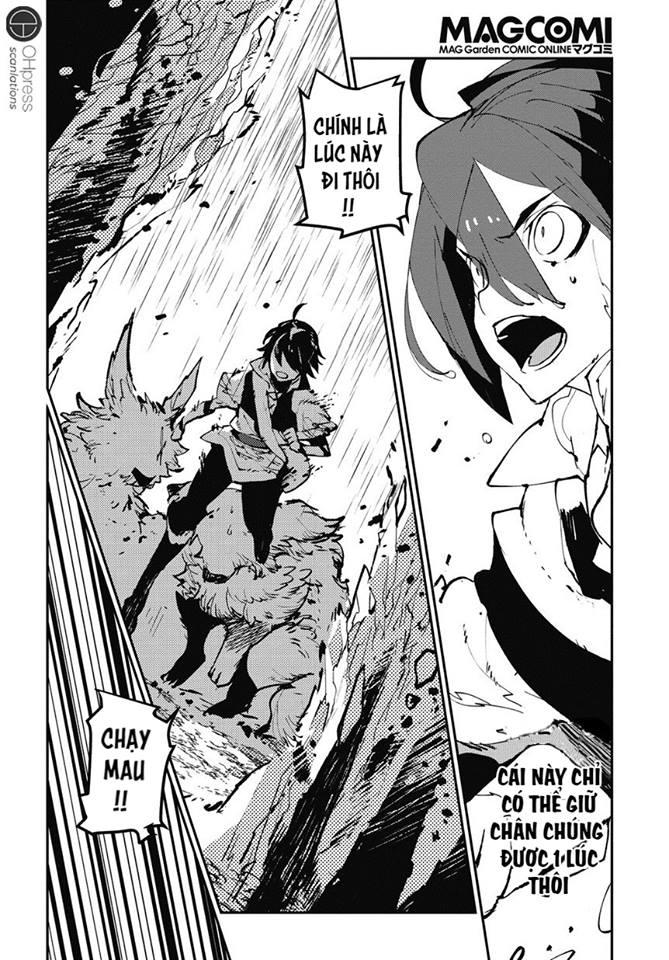 MAGCOMI
MAG Garden COMIC ONLINE マグコミ
OHpress
scanlations
CHÍNH LÀ
LÚC NÀY
ĐI THÔI
!!
CÁI NÀY CHỈ
CÓ THỂ GIỮ
CHÂN CHÚNG
ĐƯỢC 1 LÚC
THÔI
CHẠY
MAU
!!